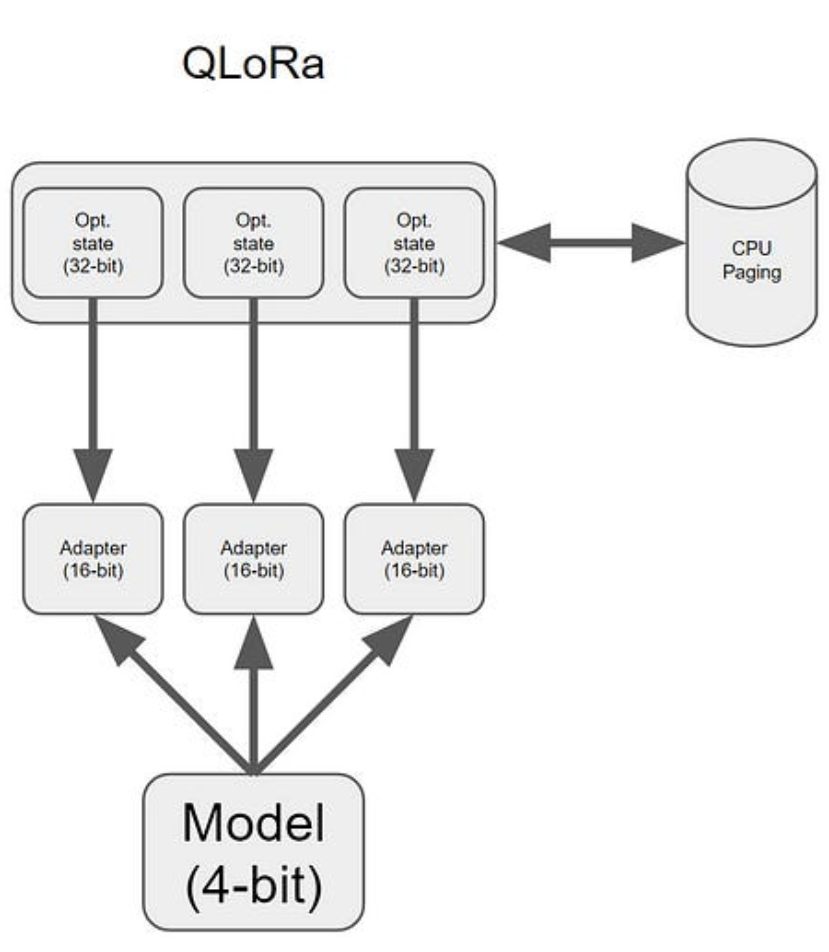 QLoRa
Opt.
state
(32-bit)
Opt.
state
(32-bit)
Opt.
state
(32-bit)
CPU
Paging
Adapter
(16-bit)
Adapter
(16-bit)
Adapter
(16-bit)
Model
(4-bit)